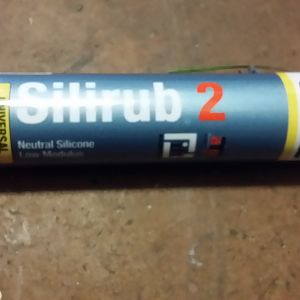 Silirub 2
Neutral Silicone
Low Modulus
UNIVERSAL